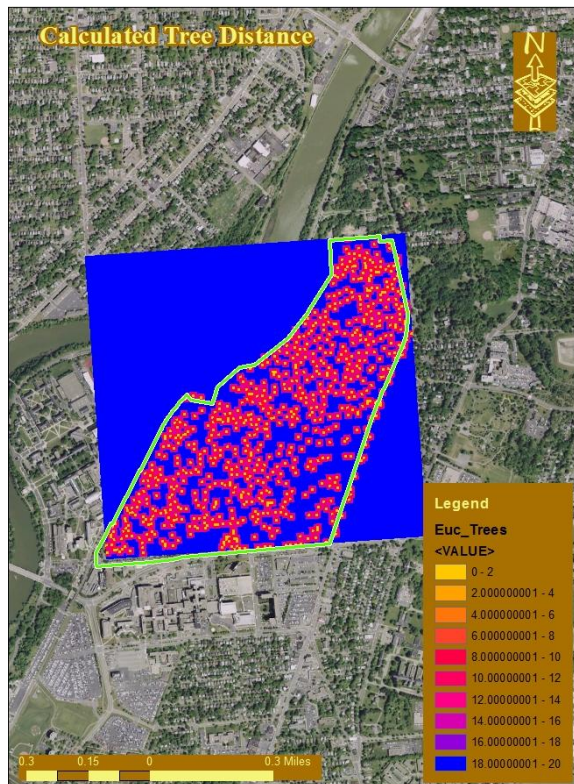 Calculated Tree Distance
N
Legend
Euc_Trees
<VALUE>
0 - 2
2.000000001 - 4
4.000000001 - 6
6.000000001 - 8
8.000000001 - 10
10.00000001 - 12
12.00000001 - 14
14.00000001 - 16
16.00000001 - 18
18.00000001 - 20
0.3 0.15 0 0.3 Miles